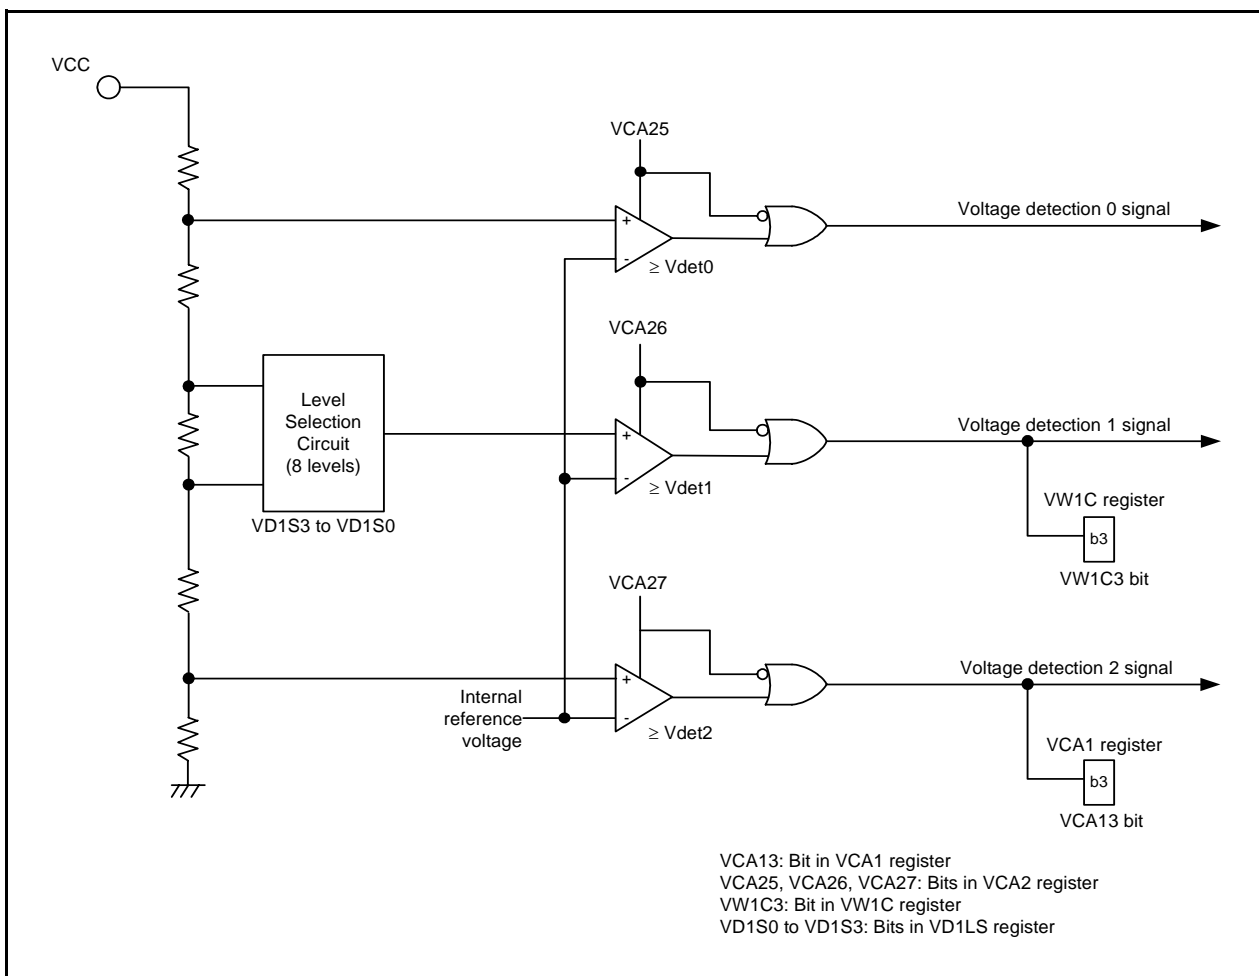 VCC
VCA25
Voltage detection 0 signal
+
-
≥ Vdet0
VCA26
Level
Selection
Circuit
(8 levels)
VD1S3 to VD1S0
Voltage detection 1 signal
+
-
≥ Vdet1
VW1C register
b3
VW1C3 bit
VCA27
Voltage detection 2 signal
+
-
Internal
reference
voltage
≥ Vdet2
VCA1 register
b3
VCA13 bit
VCA13: Bit in VCA1 register
VCA25, VCA26, VCA27: Bits in VCA2 register
VW1C3: Bit in VW1C register
VD1S0 to VD1S3: Bits in VD1LS register